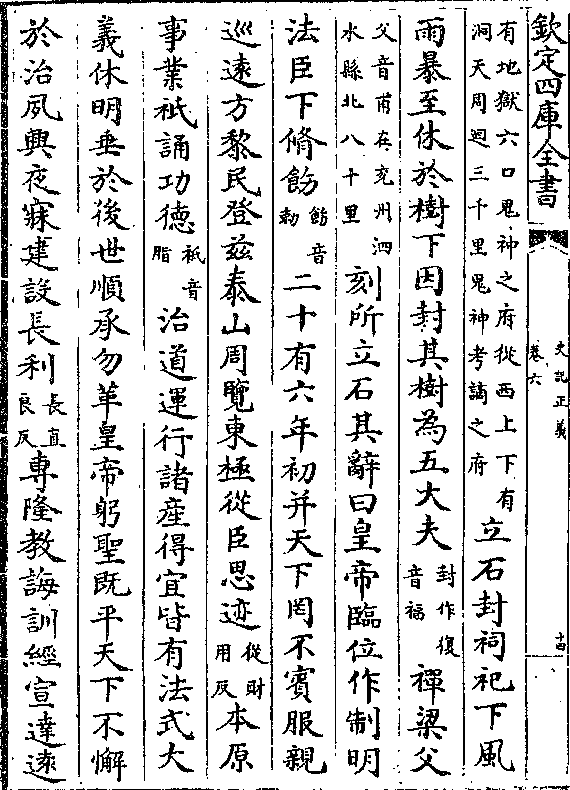 欽定四庫全書
史記正義
卷六
十四
有地獄六口鬼神之府從西上下有
洞天周迴三千里鬼神考謫之府
立石封祠祀下風
雨暴至休於樹下因封其樹為五大夫
封作復
音福
禪梁父
父音甫在兖州泗
水縣北八十里
刻所立石其辭曰皇帝臨位作制明
法臣下脩飭
飭音
勅
二十有六年初并天下罔不賓服親
巡遠方黎民登茲泰山周覽東極從臣思迹
從財
用反
本原
事業祗誦功德
祗音
脂
治道運行諸産得宜皆有法式大
義休明垂於後世順承勿革皇帝躬聖既平天下不懈
於治夙興夜寐建設長利
長直
良反
專隆教誨訓經宣達逺